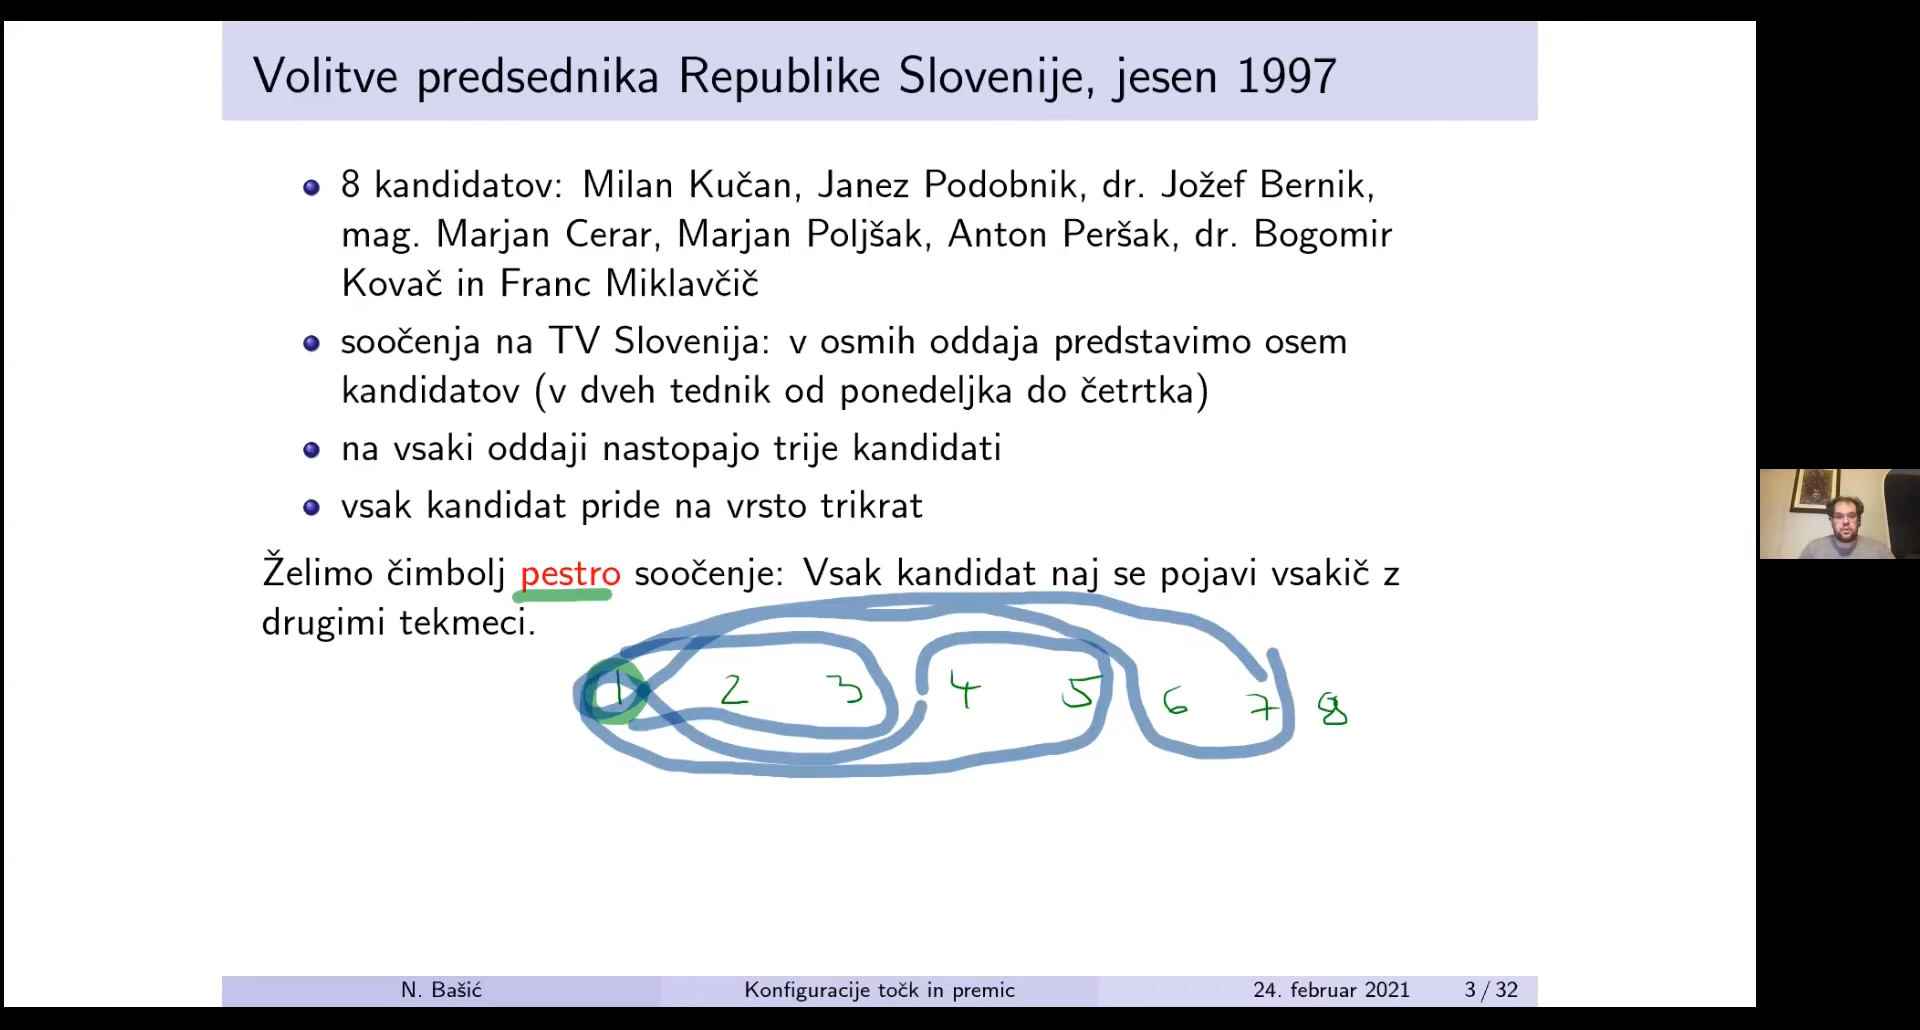 Volitve predsednika Republike Slovenije, jesen 1997
8 kandidatov: Milan Kučan, Janez Podobnik, dr. Jožef Bernik,
mag. Marjan Cerar, Marjan Poljšak, Anton Peršak, dr. Bogomir
Kovač in Franc Miklavčič
soočenja na TV Slovenija: v osmih oddaja predstavimo osem
kandidatov (v dveh tednik od ponedeljka do četrtka)
na vsaki oddaji nastopajo trije kandidati
vsak kandidat pride na vrsto trikrat
Želimo čimbolj pestro soočenje: Vsak kandidat naj se pojavi vsakič z
drugimi tekmeci.
1 2 3 4 5 6 7 8
N. Bašić Konfiguracije točk in premic 24. februar 2021 3 / 32